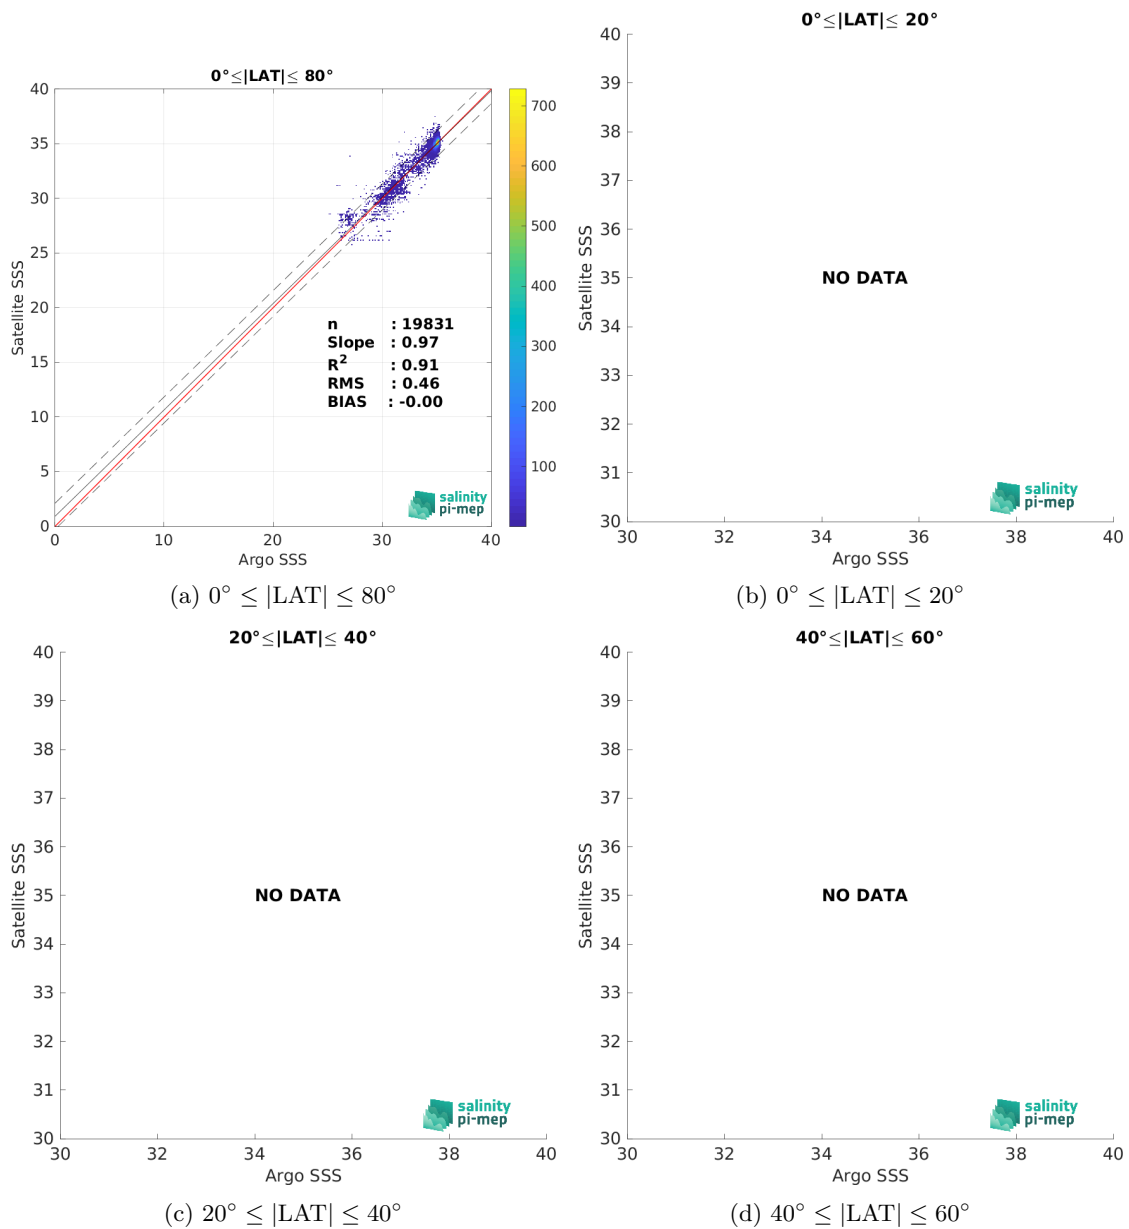 0°≤|LAT|≤ 80°
40
35
30
25
20
15
10
5
0
Satellite SSS
0
10
20
30
40
Argo SSS
700
600
500
400
300
200
100
n : 19831
Slope : 0.97
R2 : 0.91
RMS : 0.46
BIAS : -0.00
salinity
pi-mep
(a) 0° ≤ |LAT| ≤ 80°
0°≤|LAT|≤ 20°
40
39
38
37
36
35
34
33
32
31
30
Satellite SSS
NO DATA
salinity
pi-mep
30
32
34
36
38
40
Argo SSS
(b) 0° ≤ |LAT| ≤ 20°
20°≤|LAT|≤ 40°
40
39
38
37
36
35
34
33
32
31
30
Satellite SSS
NO DATA
salinity
pi-mep
30
32
34
36
38
40
Argo SSS
(c) 20° ≤ |LAT| ≤ 40°
40°≤|LAT|≤ 60°
40
39
38
37
36
35
34
33
32
31
30
Satellite SSS
NO DATA
salinity
pi-mep
30
32
34
36
38
40
Argo SSS
(d) 40° ≤ |LAT| ≤ 60°